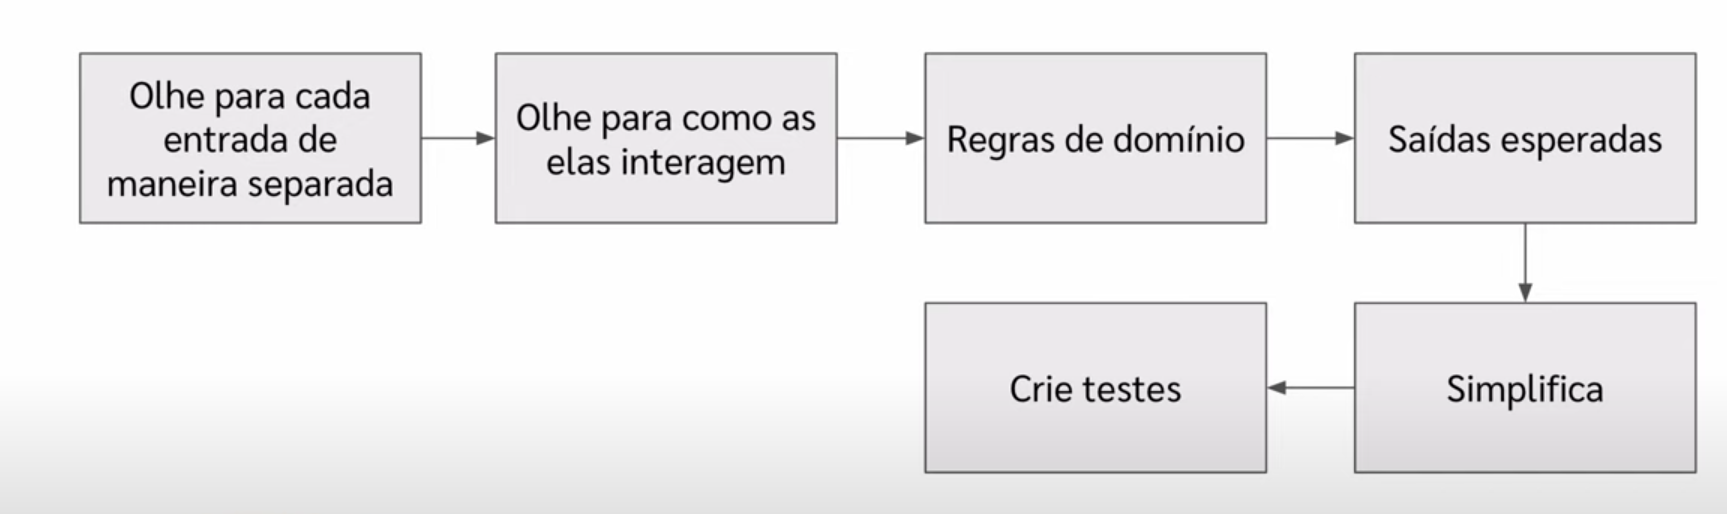 Olhe para cada
entrada de
maneira separada
Olhe para como as
elas interagem
Regras de domínio
Saídas esperadas
Simplifica
Crie testes